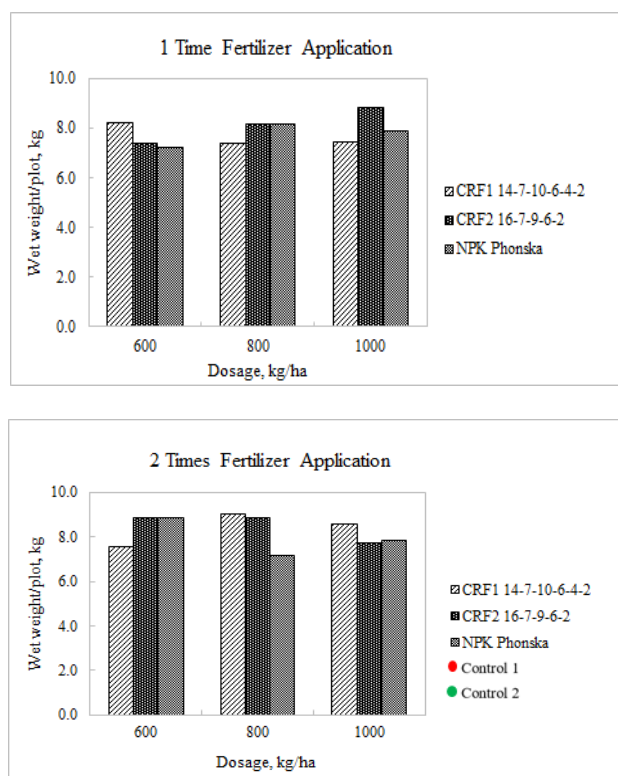 1 Time Fertilizer Application
Wet weight/plot, kg
10.0
8.0
6.0
4.0
2.0
0.0
600 800 1000
Dosage, kg/ha
CRF1 14-7-10-6-4-2
CRF2 16-7-9-6-2
NPK Phonska
2 Times Fertilizer Application
Wet weight/plot, kg
10.0
8.0
6.0
4.0
2.0
0.0
600 800 1000
Dosage, kg/ha
CRF1 14-7-10-6-4-2
CRF2 16-7-9-6-2
NPK Phonska
Control 1
Control 2